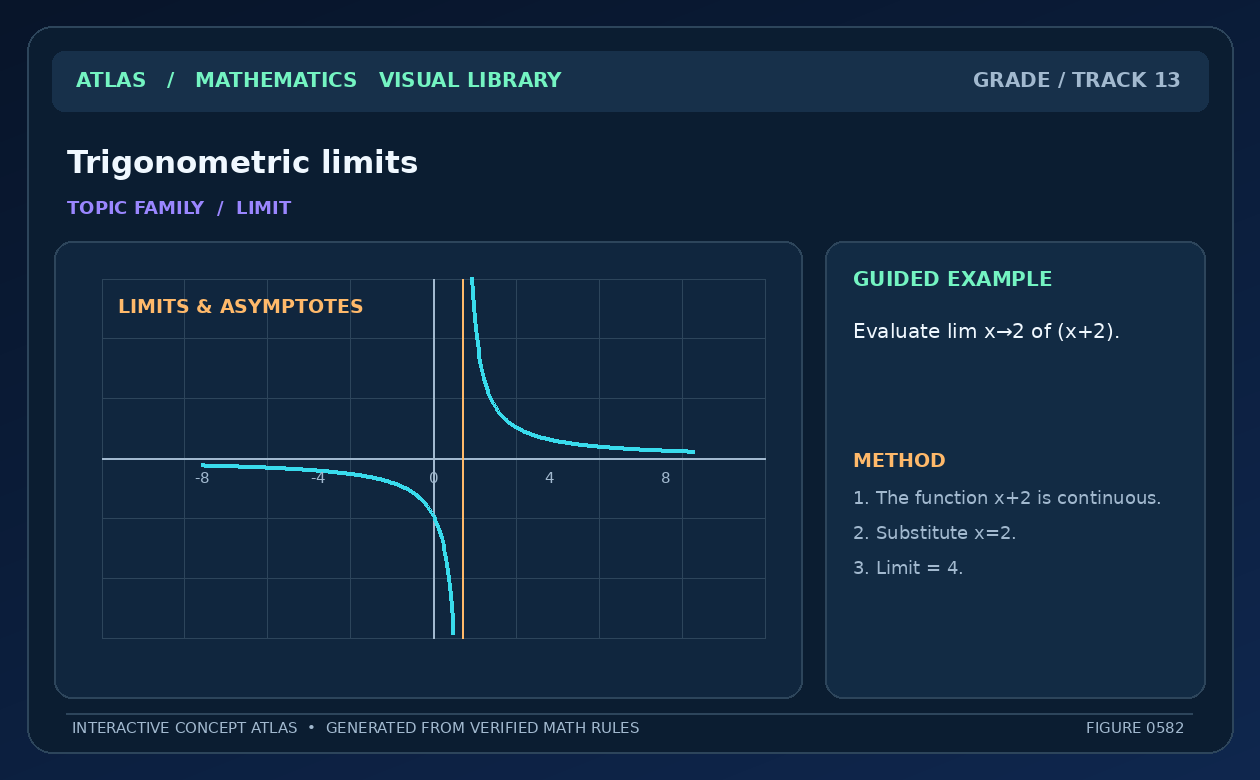 ATLAS / MATHEMATICS VISUAL LIBRARY
GRADE / TRACK 13
Trigonometric limits
TOPIC FAMILY / LIMIT
LIMITS & ASYMPTOTES
-8 -4 0 4 8
GUIDED EXAMPLE
Evaluate lim x→2 of (x+2).
METHOD
1. The function x+2 is continuous.
2. Substitute x=2.
3. Limit = 4.
INTERACTIVE CONCEPT ATLAS • GENERATED FROM VERIFIED MATH RULES
FIGURE 0582